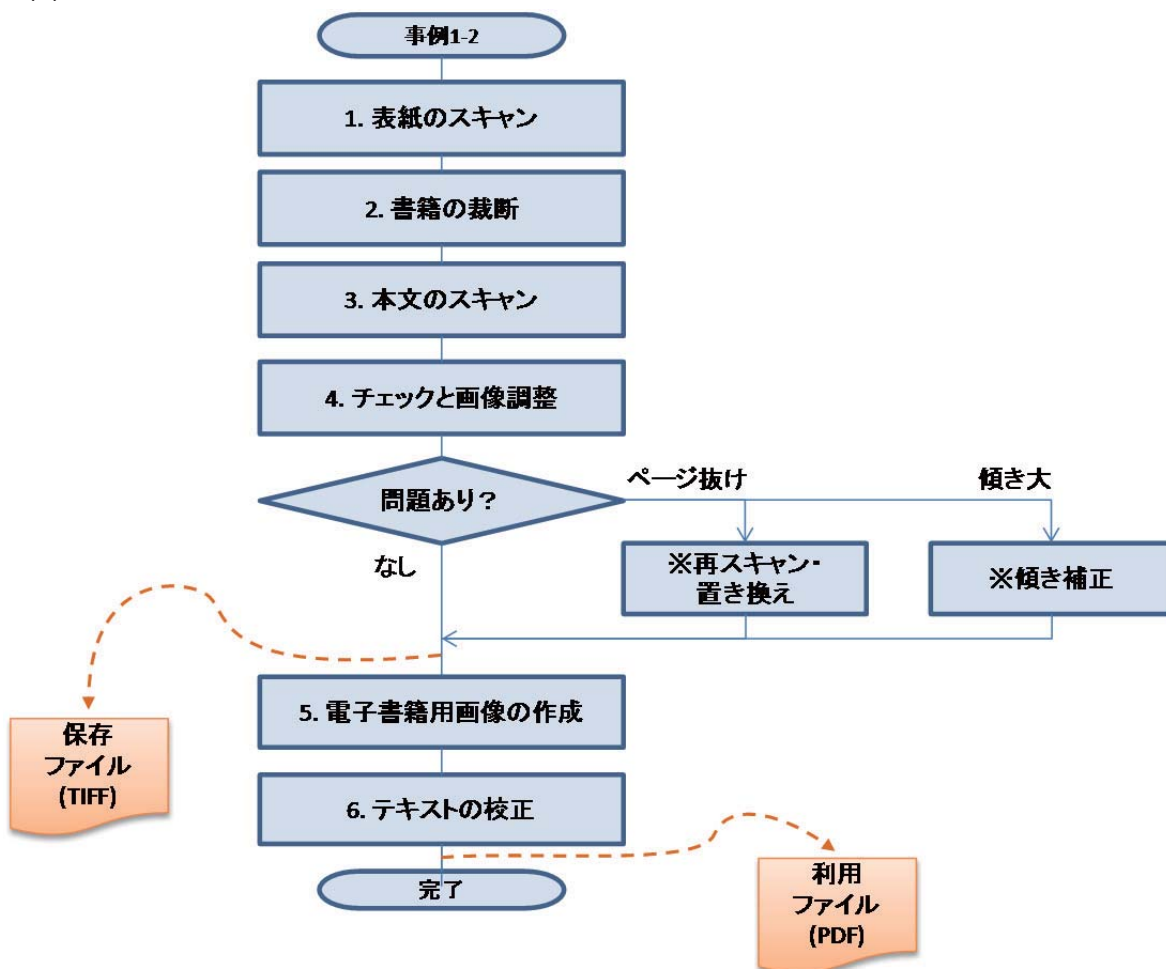 事例1-2
1. 表紙のスキャン
2. 書籍の裁断
3. 本文のスキャン
4. チェックと画像調整
問題あり？
ページ抜け
傾き大
なし
※再スキャン・
置き換え
※傾き補正
5. 電子書籍用画像の作成
保存
ファイル
(TIFF)
6. テキストの校正
完了
利用
ファイル
(PDF)